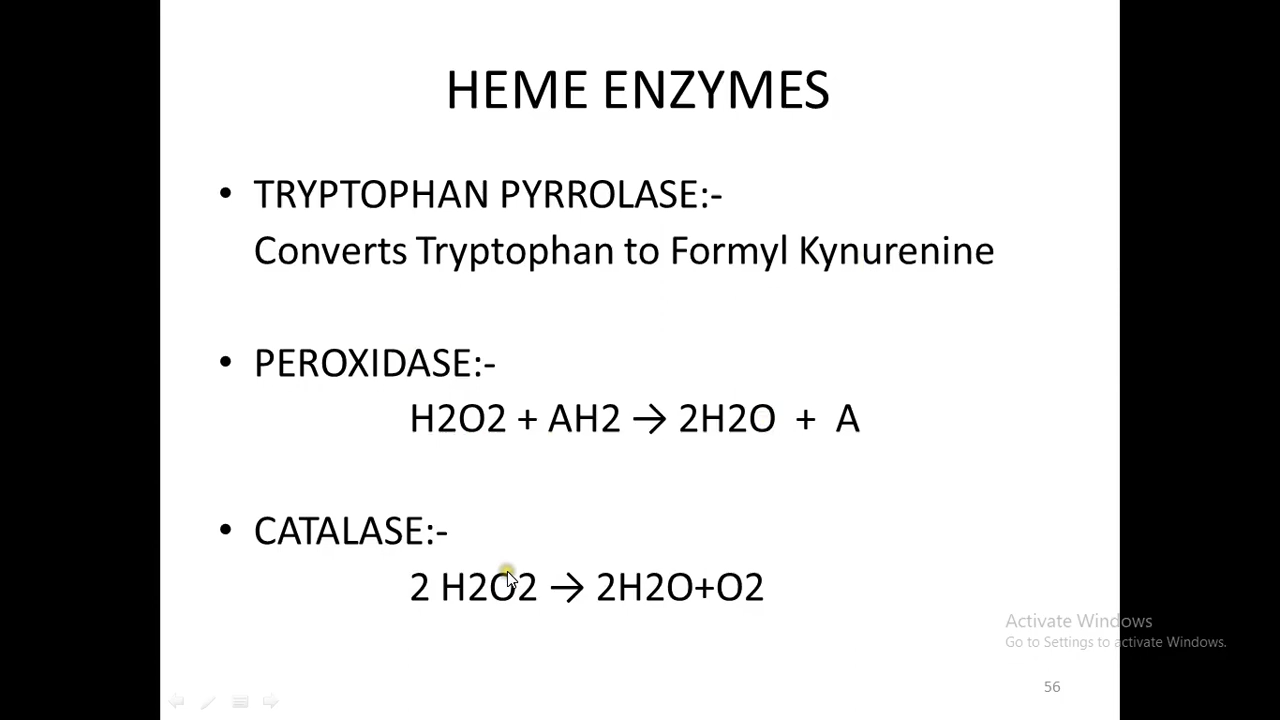 HEME ENZYMES
• TRYPTOPHAN PYRROLASE:-
Converts Tryptophan to Formyl Kynurenine
• PEROXIDASE:-
H2O2 + AH2 → 2H2O + A
• CATALASE:-
2 H2O2 → 2H2O+O2
Activate Windows
Go to Settings to activate Windows.
56